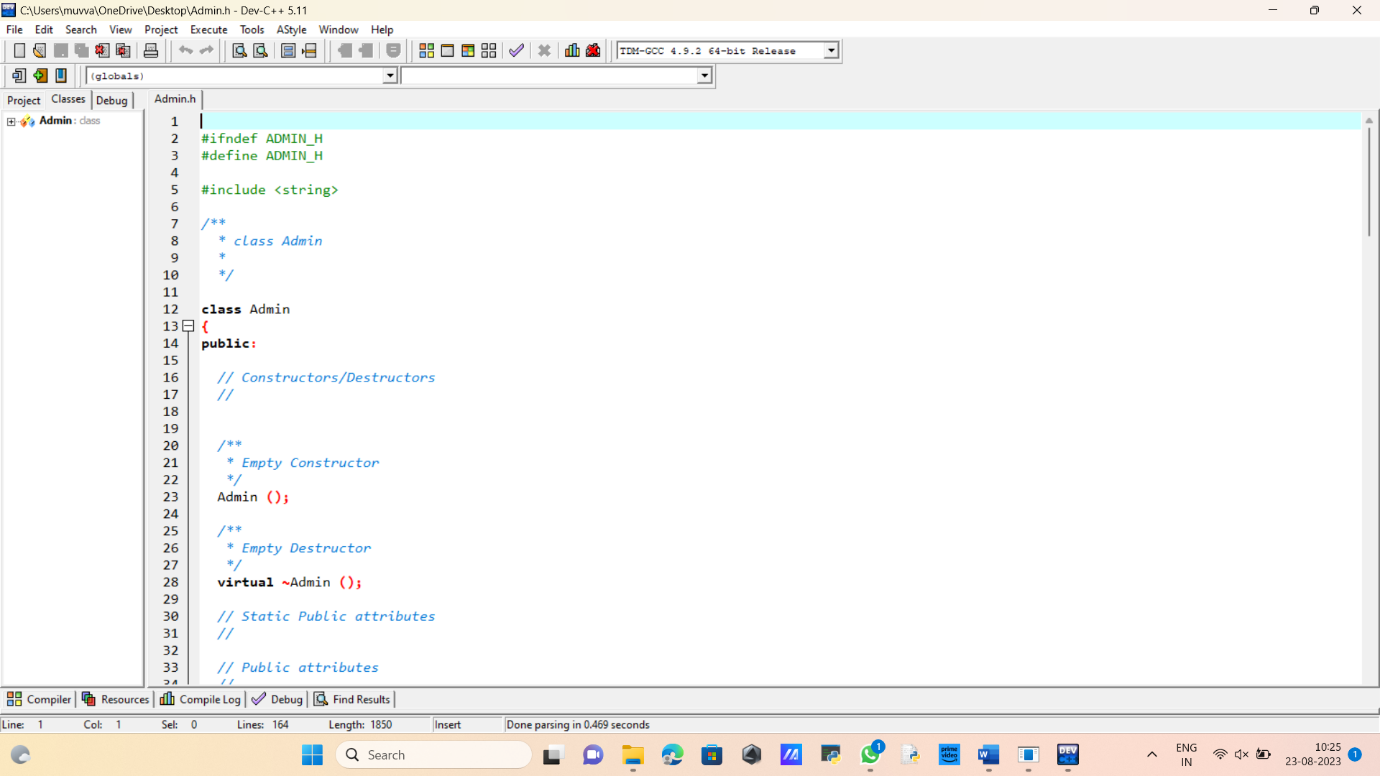 C:\Users\muvva\OneDrive\Desktop\Admin.h - Dev-C++ 5.11
File Edit Search View Project Execute Tools AStyle Window Help
TDM-GCC 4.9.2 64-bit Release
(globals)
Project Classes Debug Admin.h
Admin : class
1
2 #ifndef ADMIN_H
3 #define ADMIN_H
4
5 #include <string>
6
7 /**
8 * class Admin
9 *
10 */
11
12 class Admin
13 {
14 public:
15
16 // Constructors/Destructors
17 //
18
19
20 /**
21 * Empty Constructor
22 */
23 Admin ();
24
25 /**
26 * Empty Destructor
27 */
28 virtual ~Admin ();
29
30 // Static Public attributes
31 //
32
33 // Public attributes
34 //
Compiler Resources Compile Log Debug Find Results
Line: 1 Col: 1 Sel: 0 Lines: 164 Length: 1850 Insert Done parsing in 0.469 seconds
Search
prime video
W
DEV
1
ENG
IN
10:25
23-08-2023
1